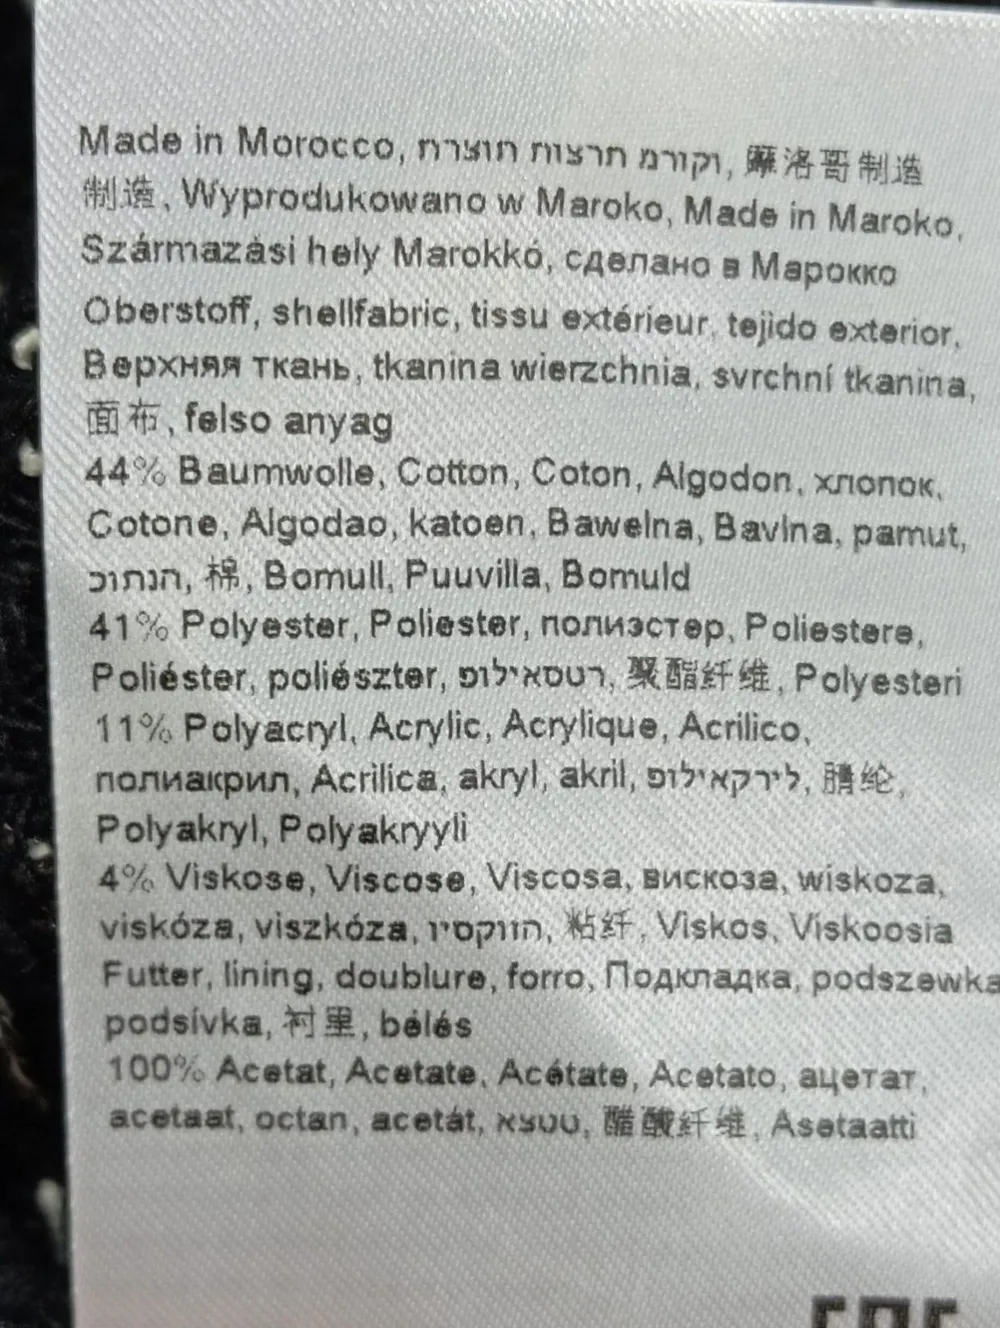 Made in Morocco, תרצות תוצרת וקורמ, 摩洛哥制造
制造, Wyprodukowano w Maroko, Made in Maroko,
Származási hely Marokkó, сделано в Марокко
Oberstoff, shellfabric, tissu extérieur, tejido exterior,
Верхняя ткань, tkanina wierzchnia, svrchní tkanina,
面布, felso anyag
44% Baumwolle, Cotton, Coton, Algodon, хлопок,
Cotone, Algodao, katoen, Bawelna, Bavlna, pamut,
הנתוכ, 棉, Bomull, Puuvilla, Bomuld
41% Polyester, Poliester, полиэстер, Poliestere,
Poliéster, poliészter, רטסאילופ, 聚酯纤维, Polyesteri
11% Polyacryl, Acrylic, Acrylique, Acrilico,
полиакрил, Acrilica, akryl, akril, לירקאילופ, 腈纶,
Polyakryl, Polyakryyli
4% Viskose, Viscose, Viscosa, вискоза, wiskoza,
viskóza, viszkóza, הזוקסיו, 粘纤, Viskos, Viskoosia
Futter, lining, doublure, forro, Подкладка, podszewka
podsívka, 衬里, bélés
100% Acetat, Acetate, Acétate, Acetato, ацетат,
acetaat, octan, acetát, טטצא, 醋酸纤维, Asetaatti